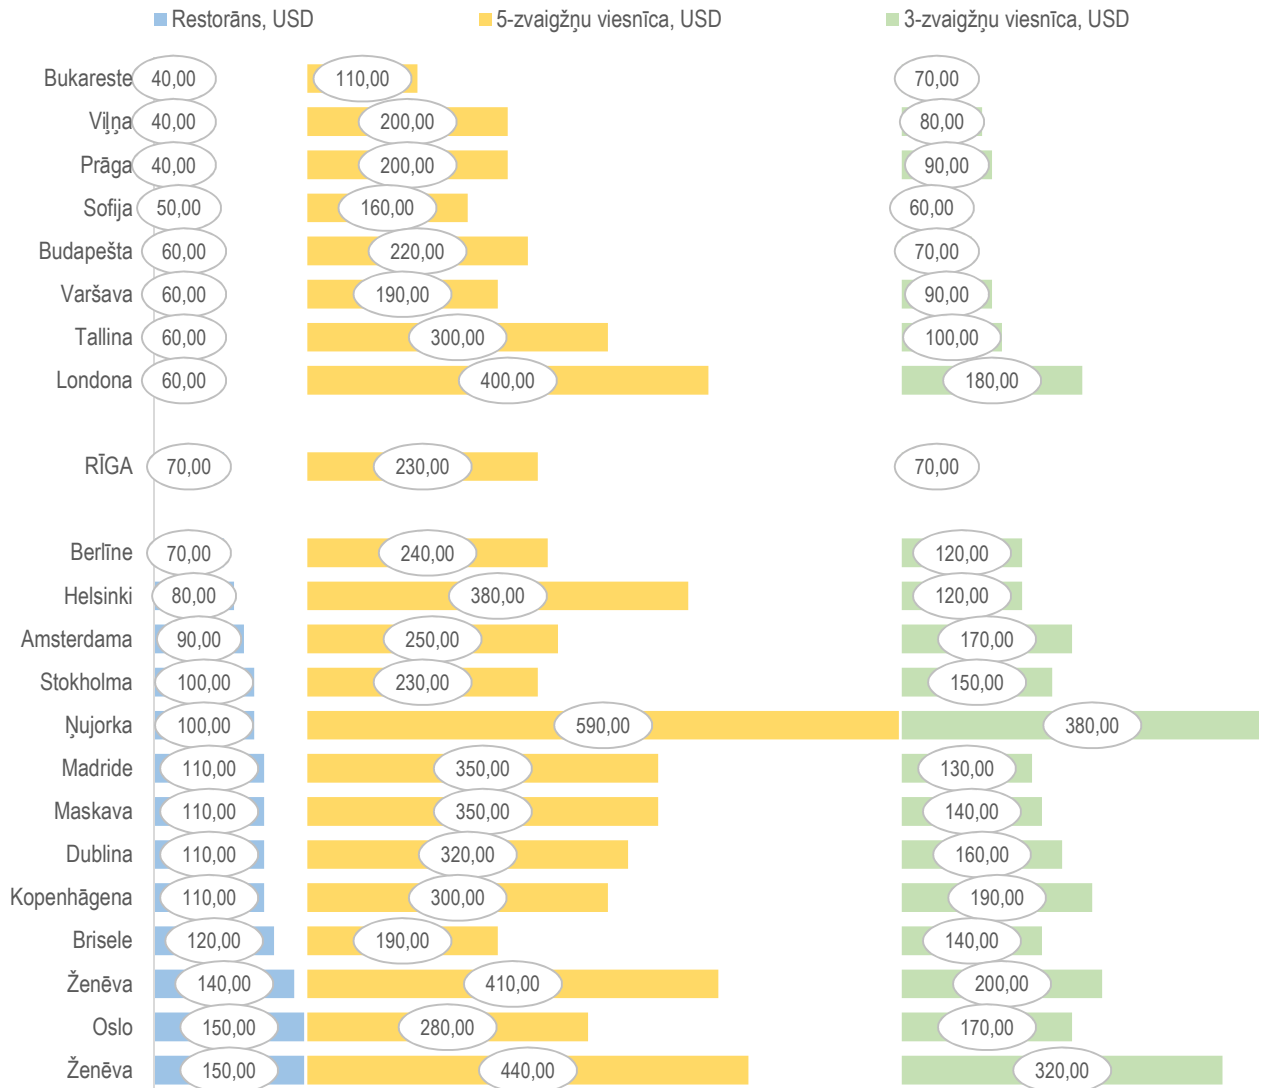 Restorāns, USD 5-zvaigžņu viesnīca, USD 3-zvaigžņu viesnīca, USD
Bukareste 40,00 110,00 70,00
Viļņa 40,00 200,00 80,00
Prāga 40,00 200,00 90,00
Sofija 50,00 160,00 60,00
Budapešta 60,00 220,00 70,00
Varšava 60,00 190,00 90,00
Tallina 60,00 300,00 100,00
Londona 60,00 400,00 180,00
RĪGA 70,00 230,00 70,00
Berlīne 70,00 240,00 120,00
Helsinki 80,00 380,00 120,00
Amsterdama 90,00 250,00 170,00
Stokholma 100,00 230,00 150,00
Ņujorka 100,00 590,00 380,00
Madride 110,00 350,00 130,00
Maskava 110,00 350,00 140,00
Dublina 110,00 320,00 160,00
Kopenhāgena 110,00 300,00 190,00
Brisele 120,00 190,00 140,00
Ženēva 140,00 410,00 200,00
Oslo 150,00 280,00 170,00
Ženēva 150,00 440,00 320,00